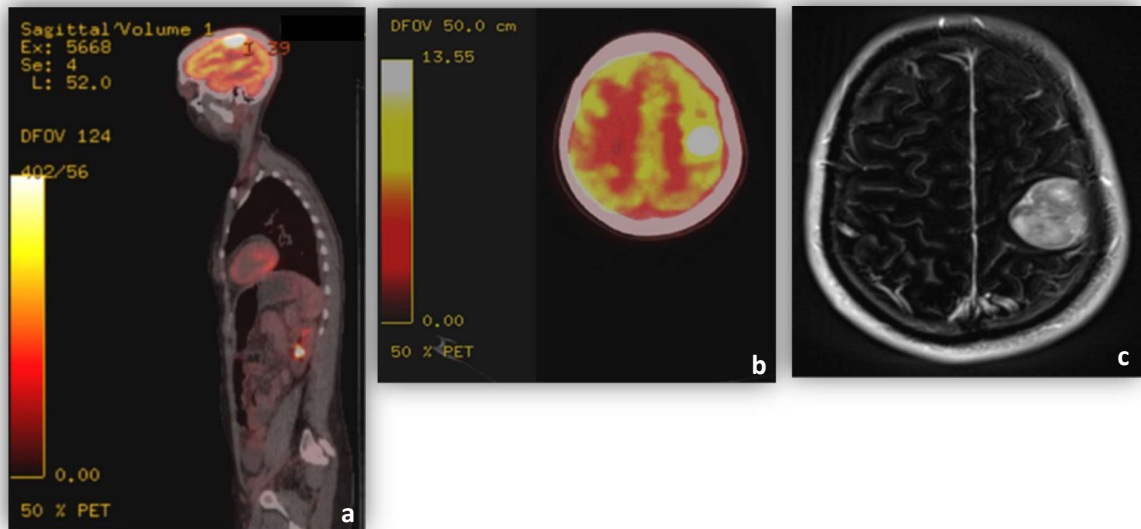 Sagittal Volume 1
Ex: 5668
Se: 4
L: 52.0
I 39
DFOV 124
402/56
0.00
50 % PET
a
DFOV 50.0 cm
13.55
0.00
50 % PET
b
c